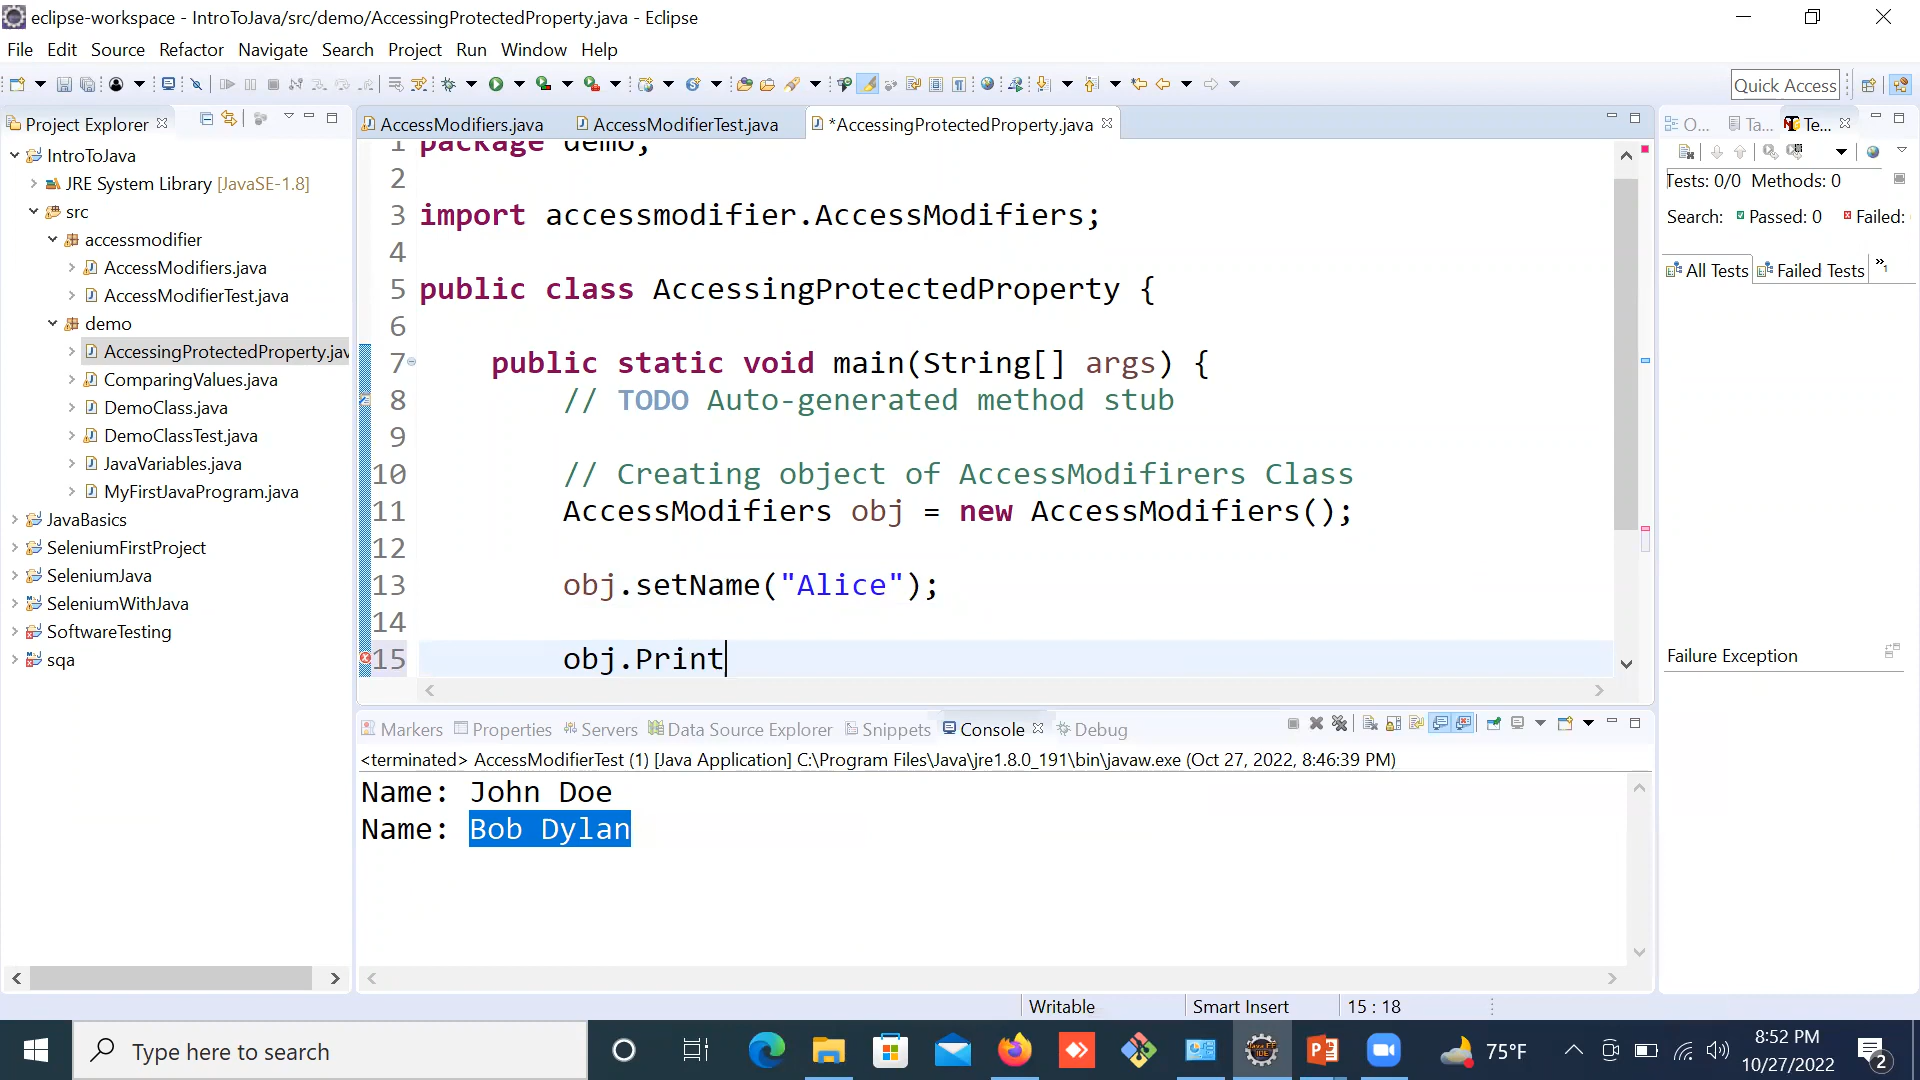 eclipse-workspace - IntroToJava/src/demo/AccessingProtectedProperty.java - Eclipse
File Edit Source Refactor Navigate Search Project Run Window Help
Quick Access
Project Explorer
IntroToJava
JRE System Library [JavaSE-1.8]
src
accessmodifier
AccessModifiers.java
AccessModifierTest.java
demo
AccessingProtectedProperty.jav
ComparingValues.java
DemoClass.java
DemoClassTest.java
JavaVariables.java
MyFirstJavaProgram.java
JavaBasics
SeleniumFirstProject
SeleniumJava
SeleniumWithJava
SoftwareTesting
sqa
AccessModifiers.java AccessModifierTest.java *AccessingProtectedProperty.java
1 package demo;
2
3 import accessmodifier.AccessModifiers;
4
5 public class AccessingProtectedProperty {
6
7 public static void main(String[] args) {
8 // TODO Auto-generated method stub
9
10 // Creating object of AccessModifirers Class
11 AccessModifiers obj = new AccessModifiers();
12
13 obj.setName("Alice");
14
15 obj.Print
O... Ta... Te...
Tests: 0/0 Methods: 0
Search: Passed: 0 Failed:
All Tests Failed Tests »1
Failure Exception
Markers Properties Servers Data Source Explorer Snippets Console Debug
<terminated> AccessModifierTest (1) [Java Application] C:\Program Files\Java\jre1.8.0_191\bin\javaw.exe (Oct 27, 2022, 8:46:39 PM)
Name: John Doe
Name: Bob Dylan
Writable Smart Insert 15 : 18
Type here to search
75°F
8:52 PM
10/27/2022
2